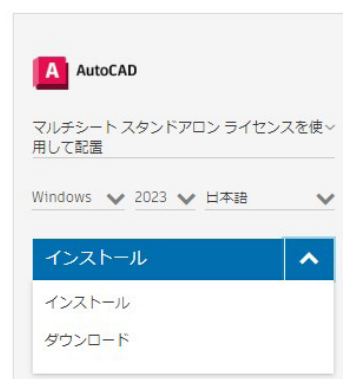 A AutoCAD
マルチシート スタンドアロン ライセンスを使
用して配置
Windows 2023 日本語
インストール
インストール
ダウンロード